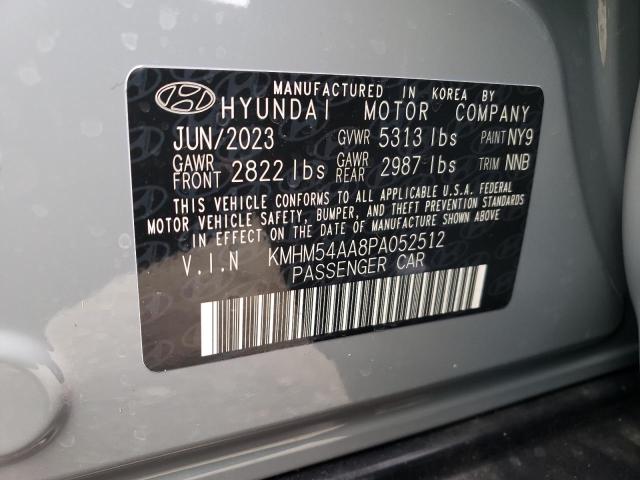 MANUFACTURED IN KOREA BY
HYUNDAI MOTOR COMPANY
JUN/2023 GVWR 5313 lbs PAINT NY9
GAWR FRONT 2822 lbs GAWR REAR 2987 lbs TRIM NNB
THIS VEHICLE CONFORMS TO ALL APPLICABLE U.S.A. FEDERAL
MOTOR VEHICLE SAFETY, BUMPER, AND THEFT PREVENTION STANDARDS
IN EFFECT ON THE DATE OF MANUFACTURE SHOWN ABOVE.
V.I.N KMHM54AA8PA052512
PASSENGER CAR